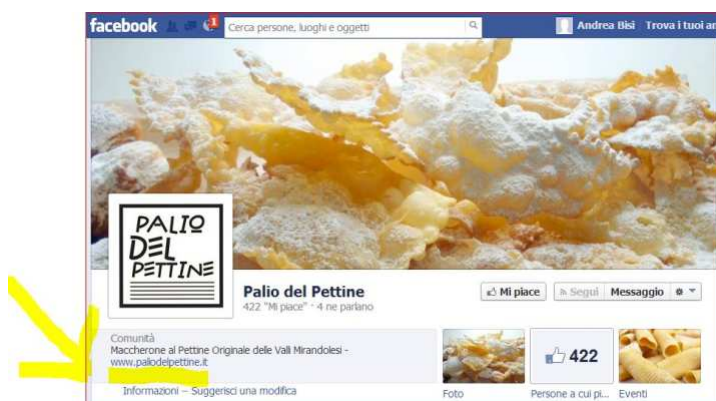 facebook
1
Cerca persone, luoghi e oggetti
Andrea Bisi
Trova i tuoi am
PALIO
DEL
PETTINE
Palio del Pettine
422 "Mi piace" · 4 ne parlano
Mi piace
Segui
Messaggio
Comunità
Maccherone al Pettine Originale delle Valli Mirandolesi -
www.paliodelpettine.it
Informazioni – Suggerisci una modifica
422
Foto
Persone a cui pi...
Eventi